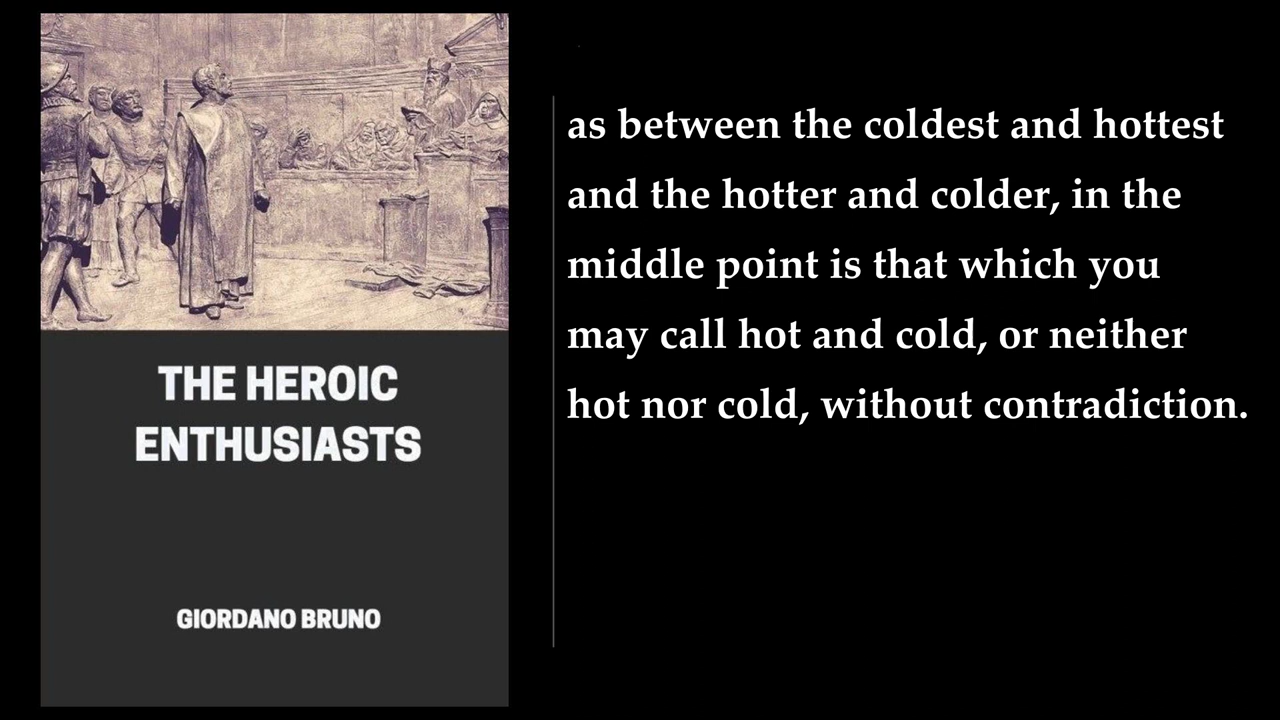 THE HEROIC
ENTHUSIASTS
GIORDANO BRUNO
as between the coldest and hottest
and the hotter and colder, in the
middle point is that which you
may call hot and cold, or neither
hot nor cold, without contradiction.